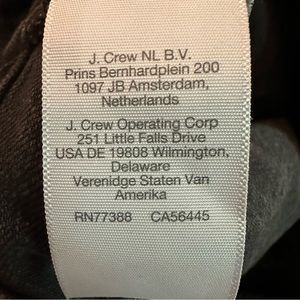 J. Crew NL B.V.
Prins Bernhardplein 200
1097 JB Amsterdam,
Netherlands
J. Crew Operating Corp
251 Little Falls Drive
USA DE 19808 Wilmington,
Delaware
Verenidge Staten Van
Amerika
RN77388 CA56445